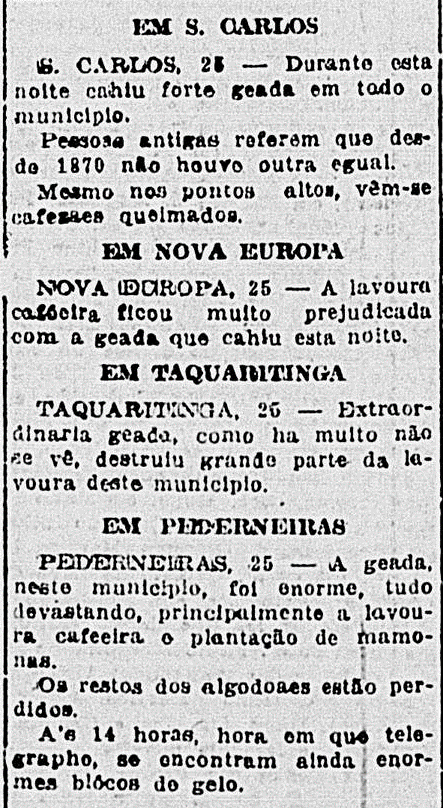 EM S. CARLOS
S. CARLOS, 25 — Durante esta
noite cahiu forte geada em todo o
municipio.
Pessoas antigas referem que des-
de 1870 não houve outra egual.
Mesmo nos pontos altos, vêm-se
cafezaes queimados.
EM NOVA EUROPA
NOVA EUROPA, 25 — A lavoura
caféeira ficou muito prejudicada
com a geada que cahiu esta noite.
EM TAQUARITINGA
TAQUARITINGA, 25 — Extraor-
dinaria geada, como ha muito não
se vê, destruiu grande parte da la-
voura deste municipio.
EM PEDERNEIRAS
PEDERNEIRAS, 25 — A geada,
neste municipio, foi enorme, tudo
devastando, principalmente a lavou-
ra cafeeira e plantação de mamo-
nas.
Os restos dos algodoaes estão per-
didos.
A's 14 horas, hora em que tele-
grapho, se encontram ainda enor-
mes blócos de gelo.